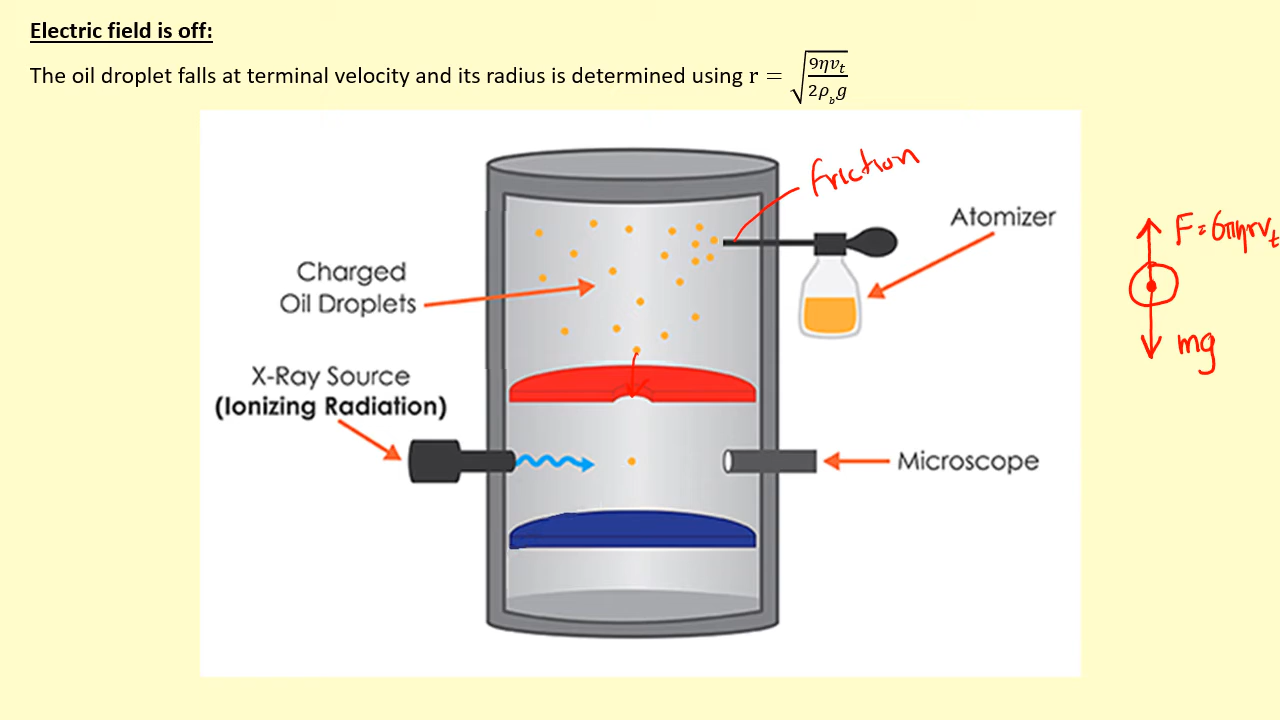 Electric field is off:
The oil droplet falls at terminal velocity and its radius is determined using r = √(9ηv_t / 2ρ_b g)
friction
Atomizer
F = 6πηrv_t
Charged
Oil Droplets
mg
X-Ray Source
(Ionizing Radiation)
Microscope